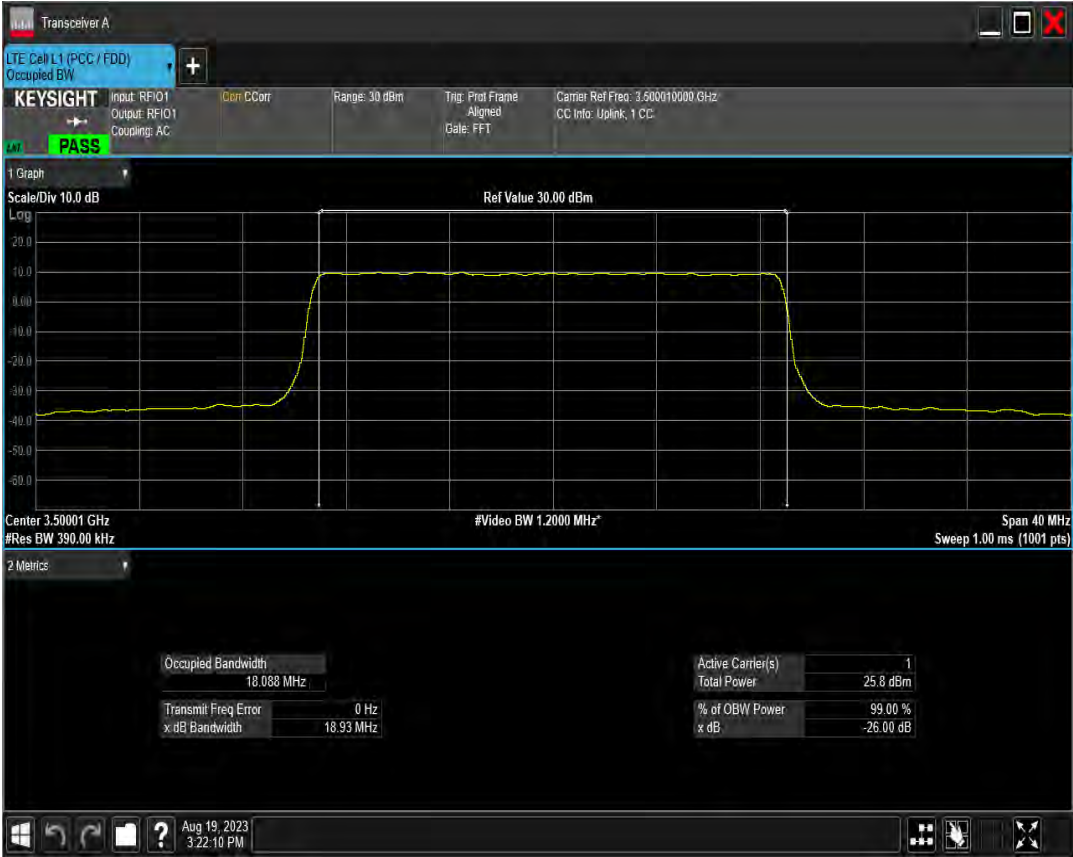 Transceiver A
LTE Cell L1 (PCC / FDD)
Occupied BW
+
KEYSIGHT
Input: RFIO1
Output: RFIO1
Coupling: AC
Corr CCorr
Range: 30 dBm
Trig: Prdt Frame
Aligned
Gate: FFT
Carrier Ref Freq: 3.500010000 GHz
CC Info: Uplink, 1 CC
PASS
1 Graph
Scale/Div 10.0 dB
Ref Value 30.00 dBm
Log
20.0
10.0
0.00
-10.0
-20.0
-30.0
-40.0
-50.0
-60.0
Center 3.50001 GHz
#Video BW 1.2000 MHz*
Span 40 MHz
#Res BW 390.00 kHz
Sweep 1.00 ms (1001 pts)
2 Metrics
Occupied Bandwidth
18.088 MHz
Transmit Freq Error 0 Hz
x dB Bandwidth 18.93 MHz
Active Carrier(s) 1
Total Power 25.8 dBm
% of OBW Power 99.00 %
x dB -26.00 dB
?
Aug 19, 2023
3:22:10 PM